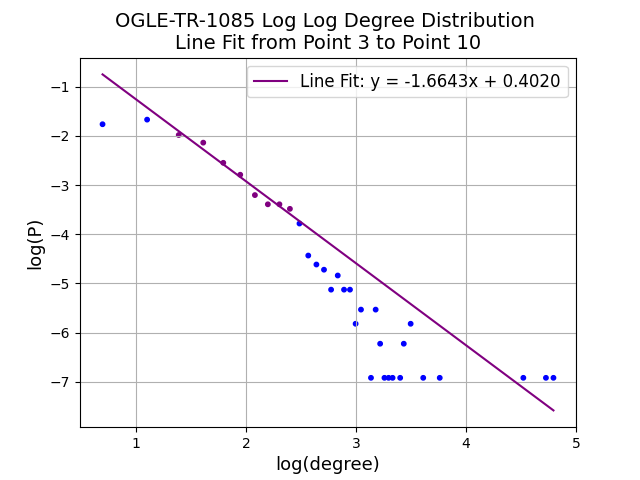 OGLE-TR-1085 Log Log Degree Distribution
Line Fit from Point 3 to Point 10
Line Fit: y = -1.6643x + 0.4020
−1
−2
−3
−4
−5
−6
−7
log(P)
1 2 3 4 5
log(degree)